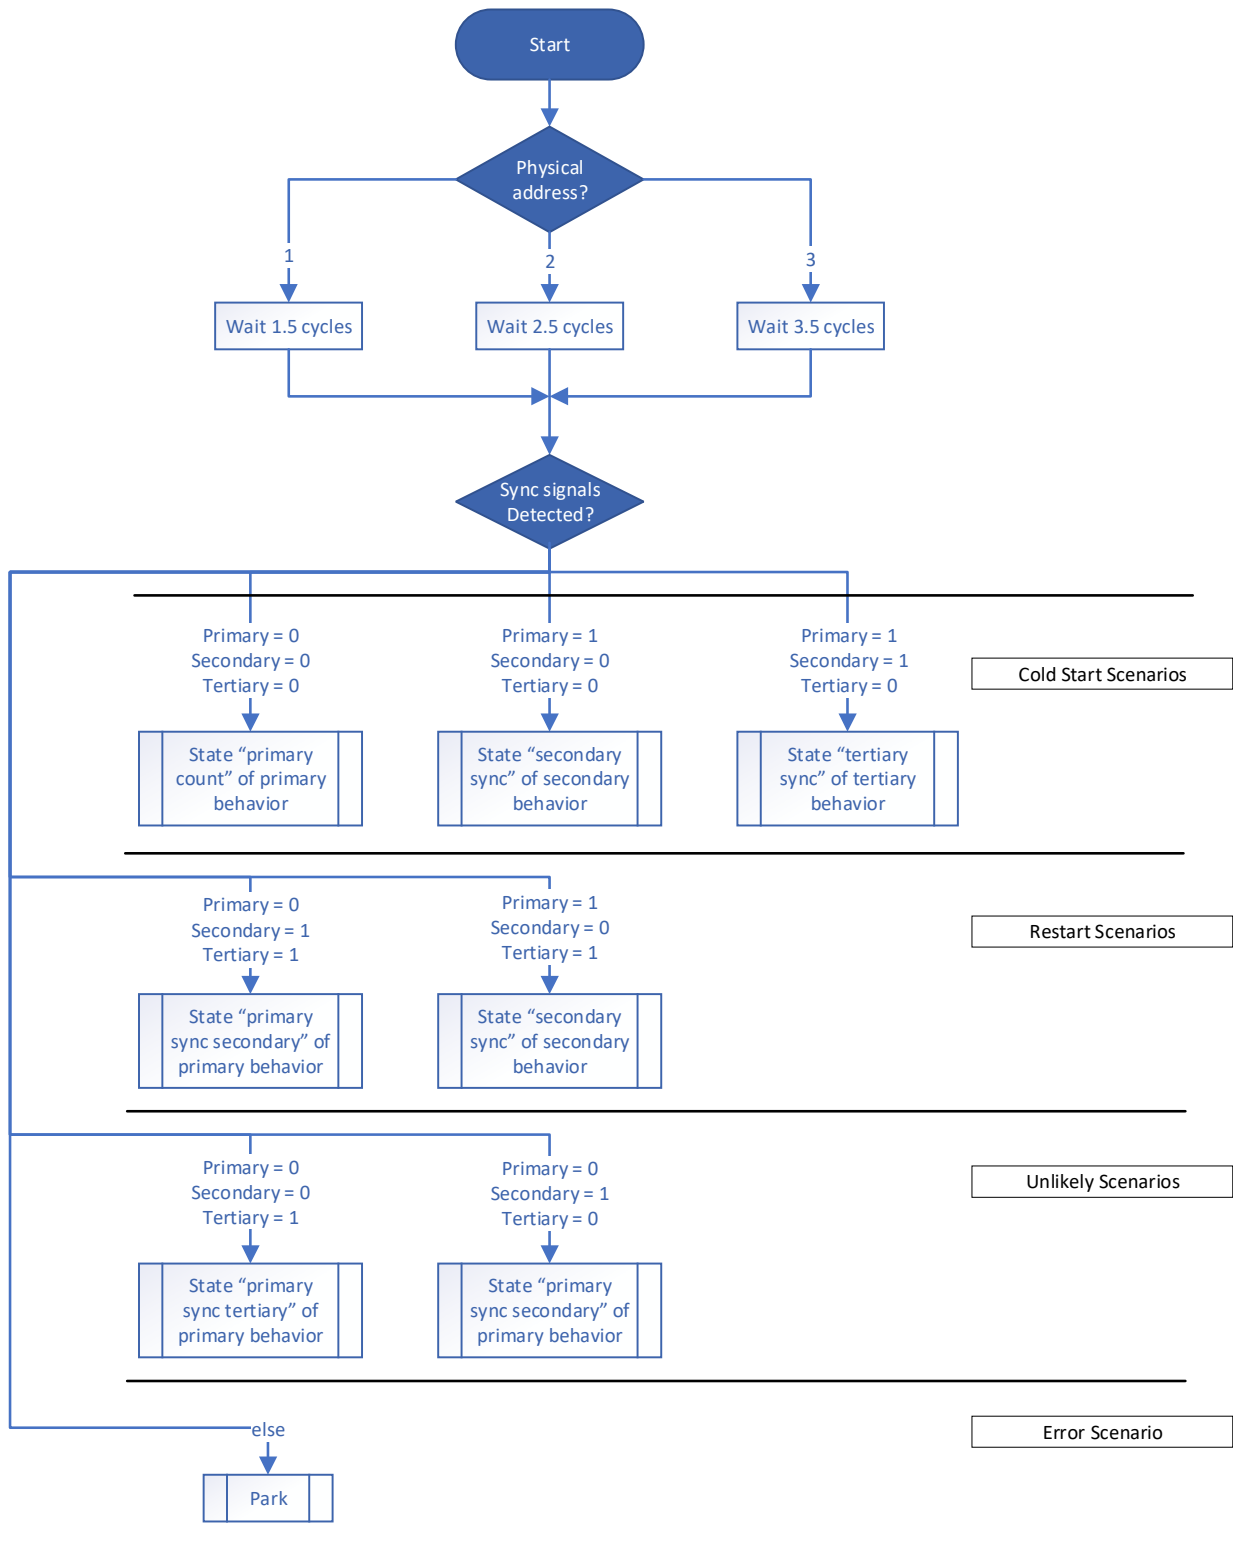 Start
Physical
address?
1
2
3
Wait 1.5 cycles
Wait 2.5 cycles
Wait 3.5 cycles
Sync signals
Detected?
Primary = 0
Secondary = 0
Tertiary = 0
Primary = 1
Secondary = 0
Tertiary = 0
Primary = 1
Secondary = 1
Tertiary = 0
Cold Start Scenarios
State “primary
count” of primary
behavior
State “secondary
sync” of secondary
behavior
State “tertiary
sync” of tertiary
behavior
Primary = 0
Secondary = 1
Tertiary = 1
Primary = 1
Secondary = 0
Tertiary = 1
Restart Scenarios
State “primary
sync secondary” of
primary behavior
State “secondary
sync” of secondary
behavior
Primary = 0
Secondary = 0
Tertiary = 1
Primary = 0
Secondary = 1
Tertiary = 0
Unlikely Scenarios
State “primary
sync tertiary” of
primary behavior
State “primary
sync secondary” of
primary behavior
else
Error Scenario
Park